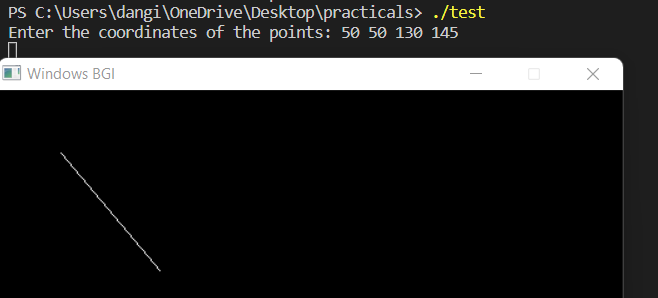 PS C:\Users\dangi\OneDrive\Desktop\practicals> ./test
Enter the coordinates of the points: 50 50 130 145
Windows BGI